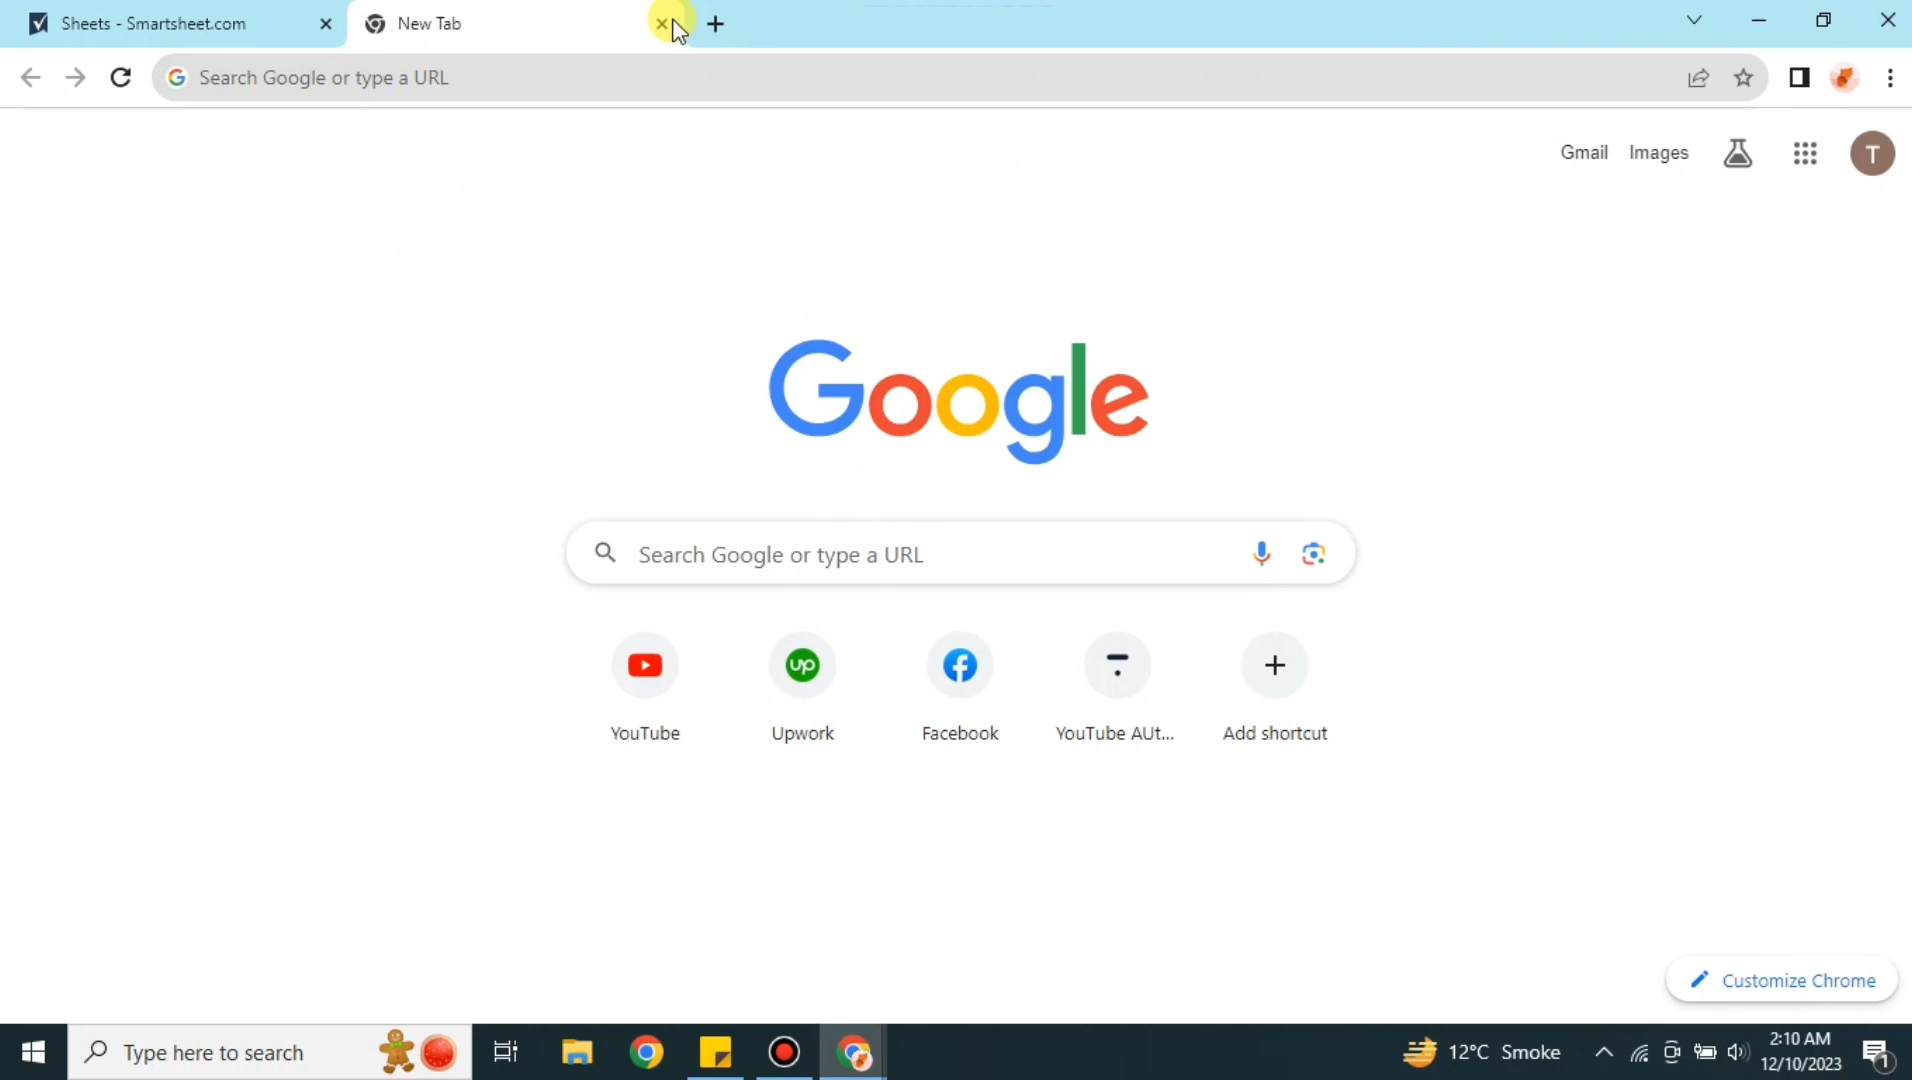 Sheets - Smartsheet.com
New Tab
Search Google or type a URL
Gmail Images
T
Google
Search Google or type a URL
up
YouTube Upwork Facebook YouTube AUt... Add shortcut
Customize Chrome
Type here to search
12°C Smoke
2:10 AM
12/10/2023
1